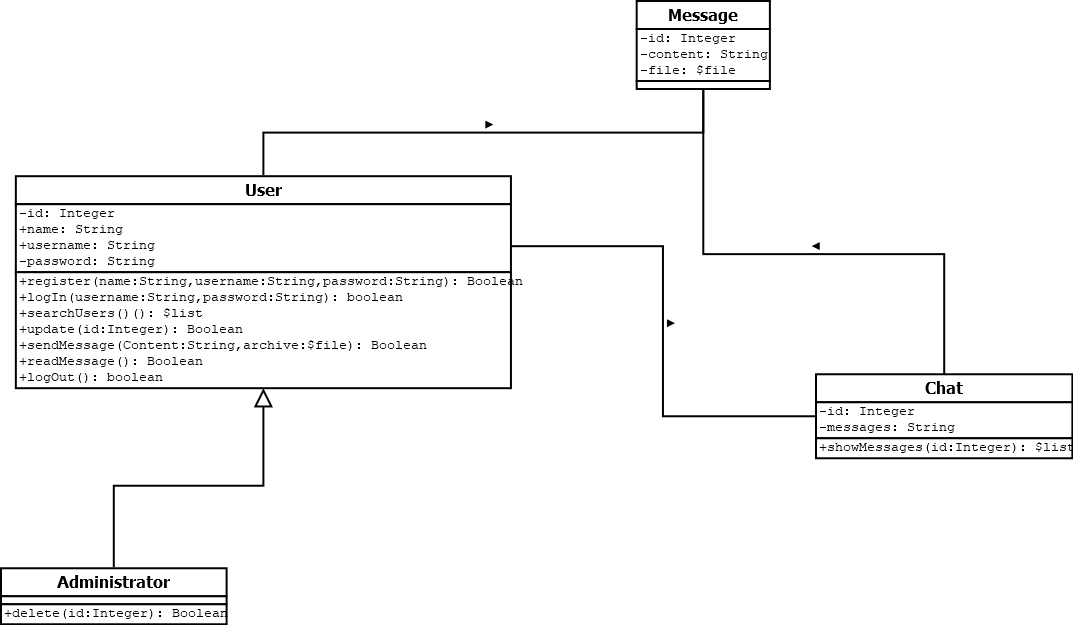 Message
-id: Integer
-content: String
-file: $file
User
-id: Integer
+name: String
+username: String
-password: String
+register(name:String,username:String,password:String): Boolean
+logIn(username:String,password:String): boolean
+searchUsers()(): $list
+update(id:Integer): Boolean
+sendMessage(Content:String,archive:$file): Boolean
+readMessage(): Boolean
+logOut(): boolean
Chat
-id: Integer
-messages: String
+showMessages(id:Integer): $list
Administrator
+delete(id:Integer): Boolean